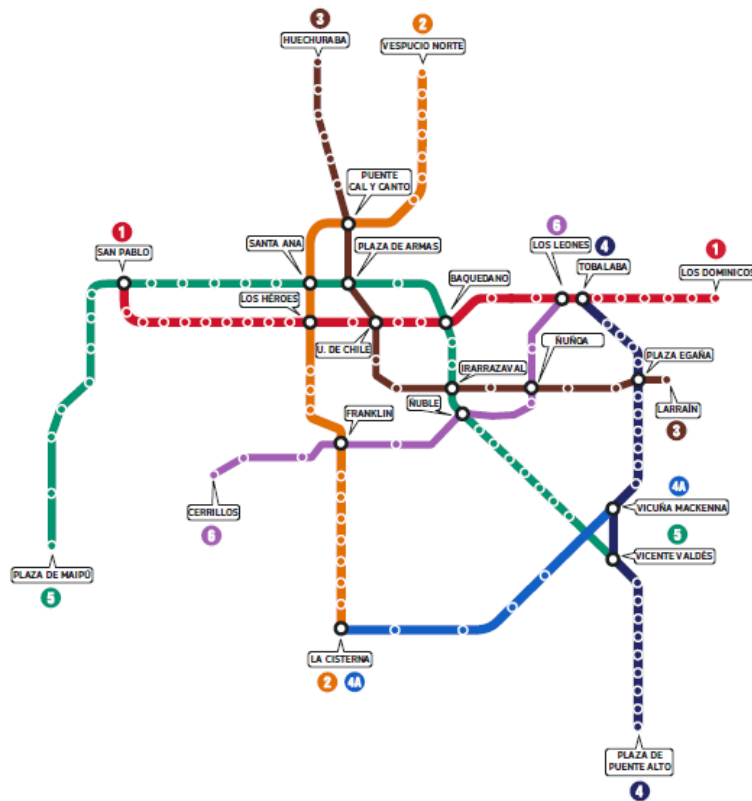 3
HUECHURABA
2
VESPUCIO NORTE
PUENTE
CAL Y CANTO
6
LOS LEONES
4
TOBALABA
1
SAN PABLO
SANTA ANA
PLAZA DE ARMAS
BAQUEDANO
1
LOS DOMINICOS
LOS HÉROES
U. DE CHILE
IRARRAZAVAL
ÑUÑOA
PLAZA EGAÑA
LARRAÍN
3
ÑUBLE
FRANKLIN
CERRILLOS
6
4A
VICUÑA MACKENNA
5
VICENTE VALDÈS
PLAZA DE MAIPÚ
5
LA CISTERNA
2 4A
PLAZA DE
PUENTE ALTO
4